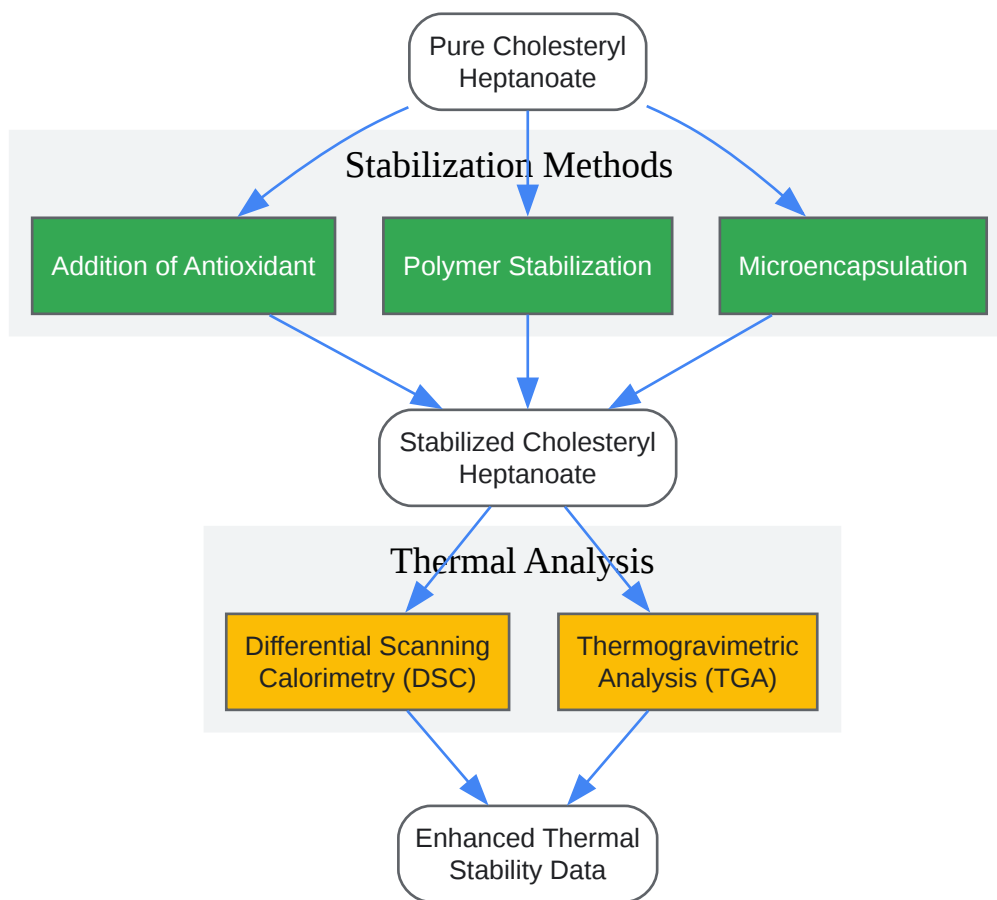 Pure Cholesteryl
Heptanoate
Stabilization Methods
Addition of Antioxidant
Polymer Stabilization
Microencapsulation
Stabilized Cholesteryl
Heptanoate
Thermal Analysis
Differential Scanning
Calorimetry (DSC)
Thermogravimetric
Analysis (TGA)
Enhanced Thermal
Stability Data